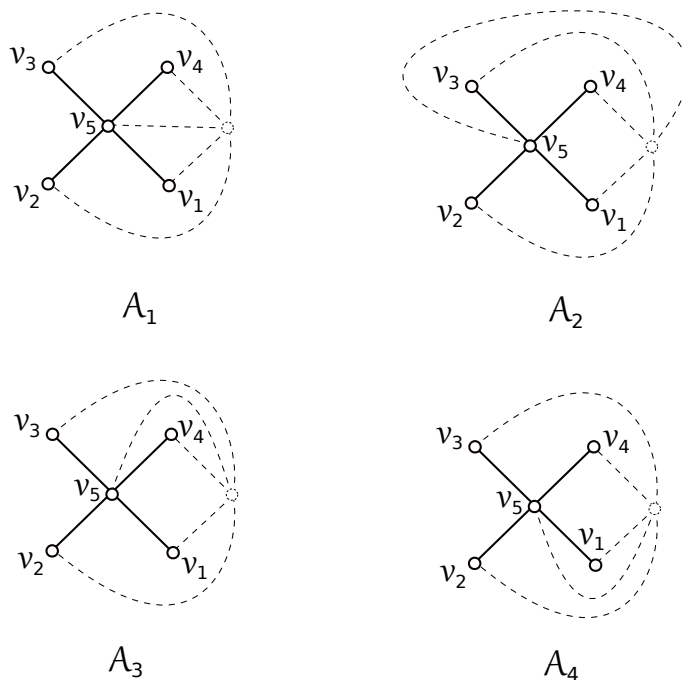 v₃ v₄ v₃ v₄
v₅ v₅
v₂ v₁ v₂ v₁
A₁ A₂
v₃ v₄ v₃ v₄
v₅ v₅
v₂ v₁ v₂ v₁
A₃ A₄